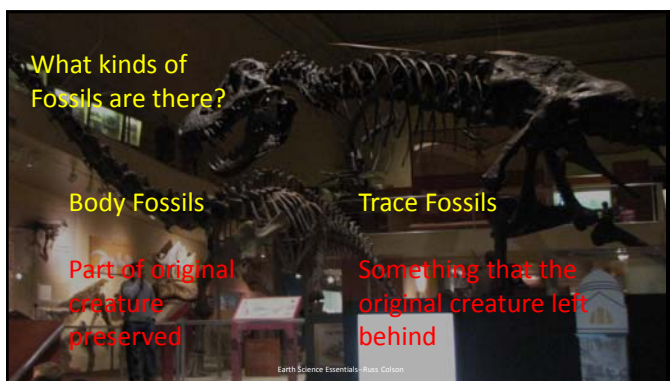 What kinds of
Fossils are there?
Body Fossils
Trace Fossils
Part of original
creature
preserved
Something that the
original creature left
behind
Earth Science Essentials--Russ Colson